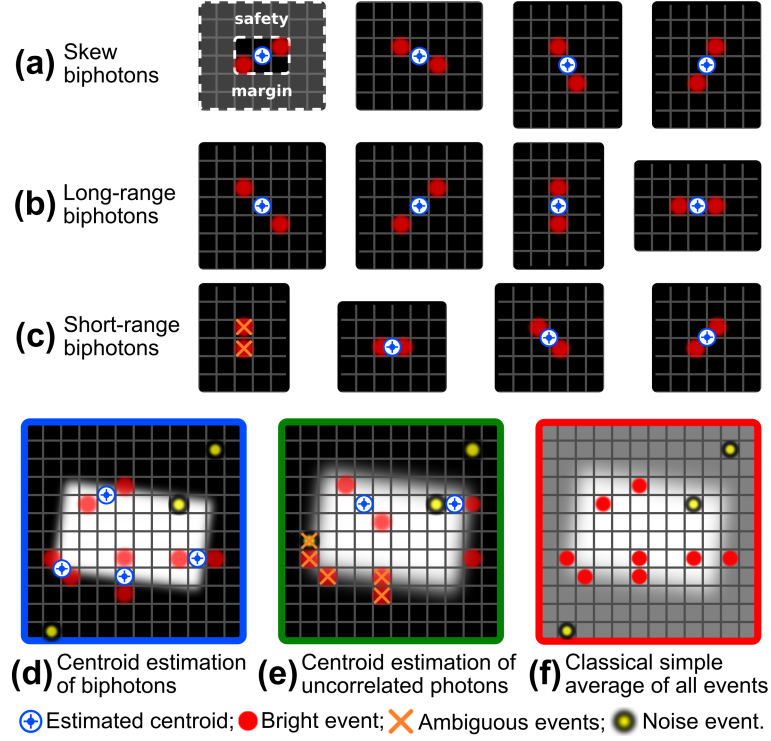 (a) Skew
biphotons
safety
margin
(b) Long-range
biphotons
(c) Short-range
biphotons
(d) Centroid estimation
of biphotons
(e) Centroid estimation of
uncorrelated photons
(f) Classical simple
average of all events
Estimated centroid; Bright event; Ambiguous events; Noise event.